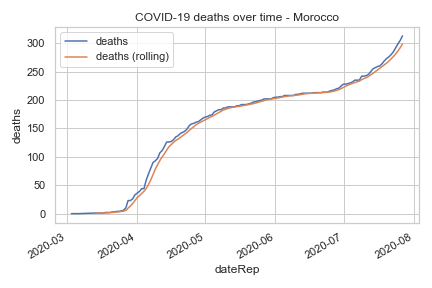 COVID-19 deaths over time - Morocco
deaths
deaths (rolling)
300
250
200
150
100
50
0
deaths
2020-03
2020-04
2020-05
2020-06
2020-07
2020-08
dateRep